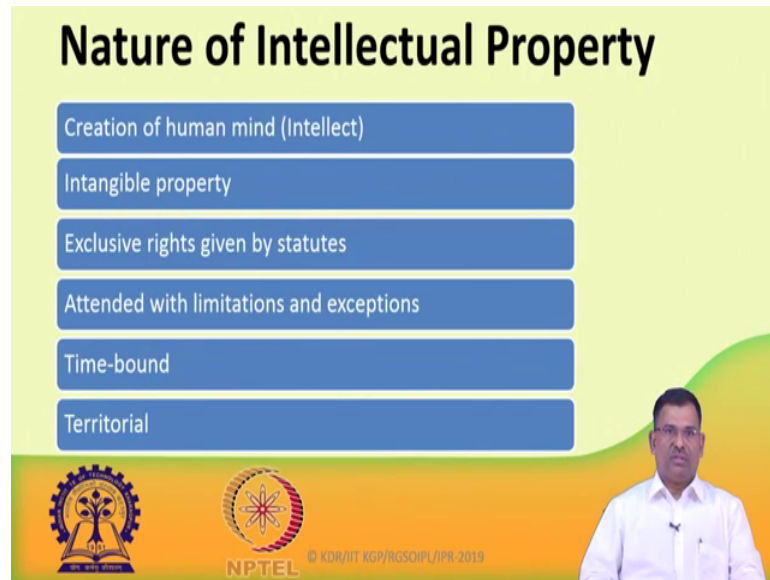 Nature of Intellectual Property
Creation of human mind (Intellect)
Intangible property
Exclusive rights given by statutes
Attended with limitations and exceptions
Time-bound
Territorial
1951
NPTEL
© KDR/IIT KGP/RGSOIPL/IPR-2019